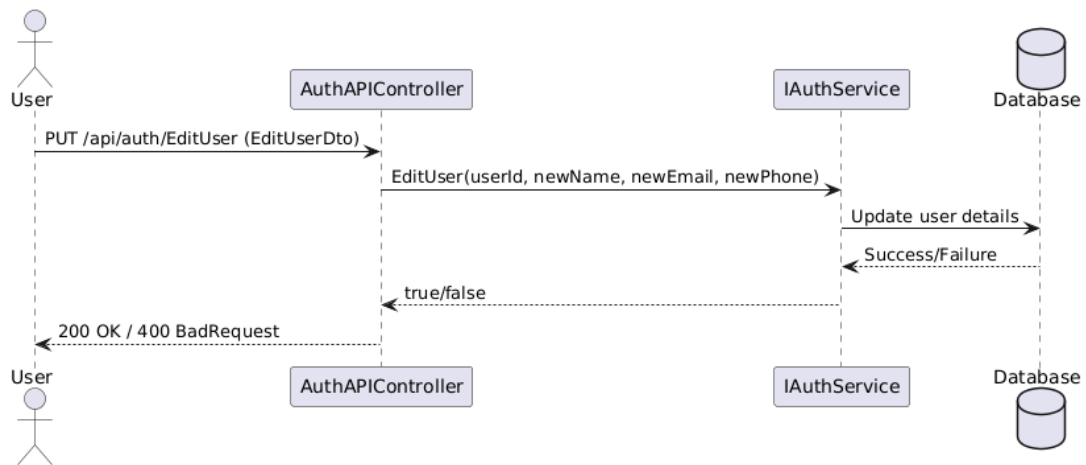 User
AuthAPIController
IAuthService
Database
PUT /api/auth/EditUser (EditUserDto)
EditUser(userId, newName, newEmail, newPhone)
Update user details
Success/Failure
true/false
200 OK / 400 BadRequest
User
AuthAPIController
IAuthService
Database